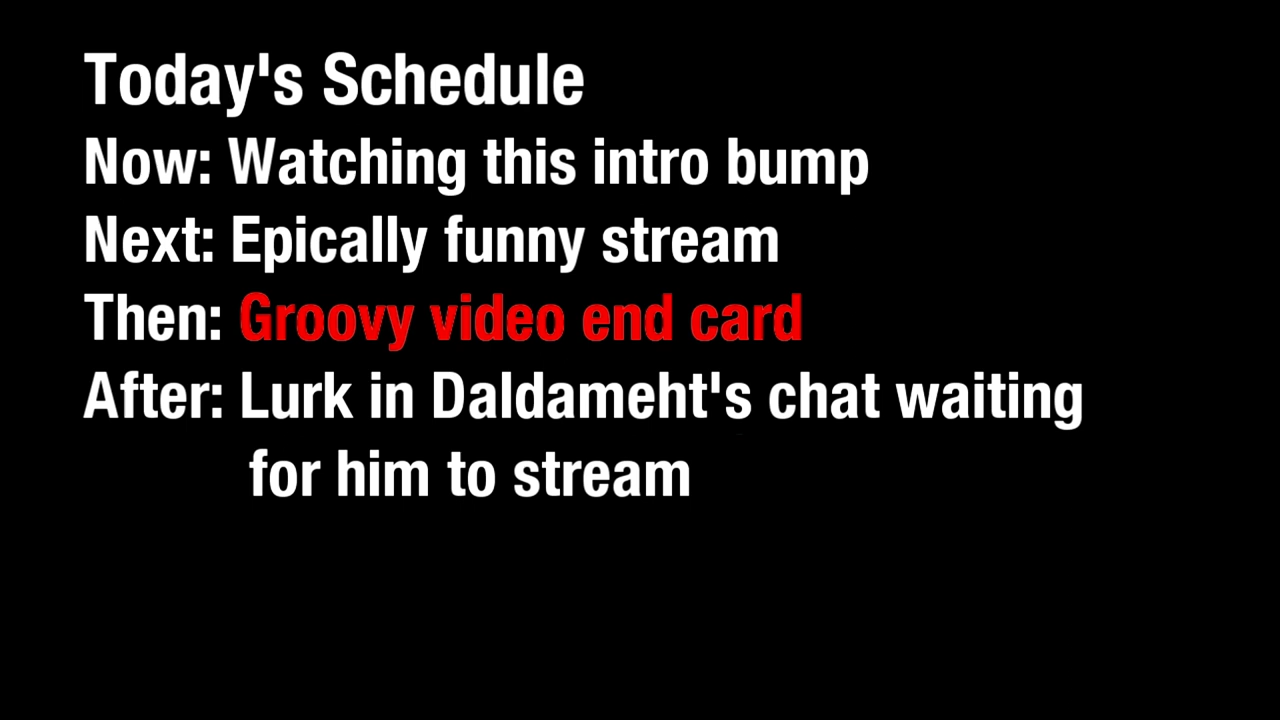 Today's Schedule
Now: Watching this intro bump
Next: Epically funny stream
Then: Groovy video end card
After: Lurk in Daldameht's chat waiting
for him to stream